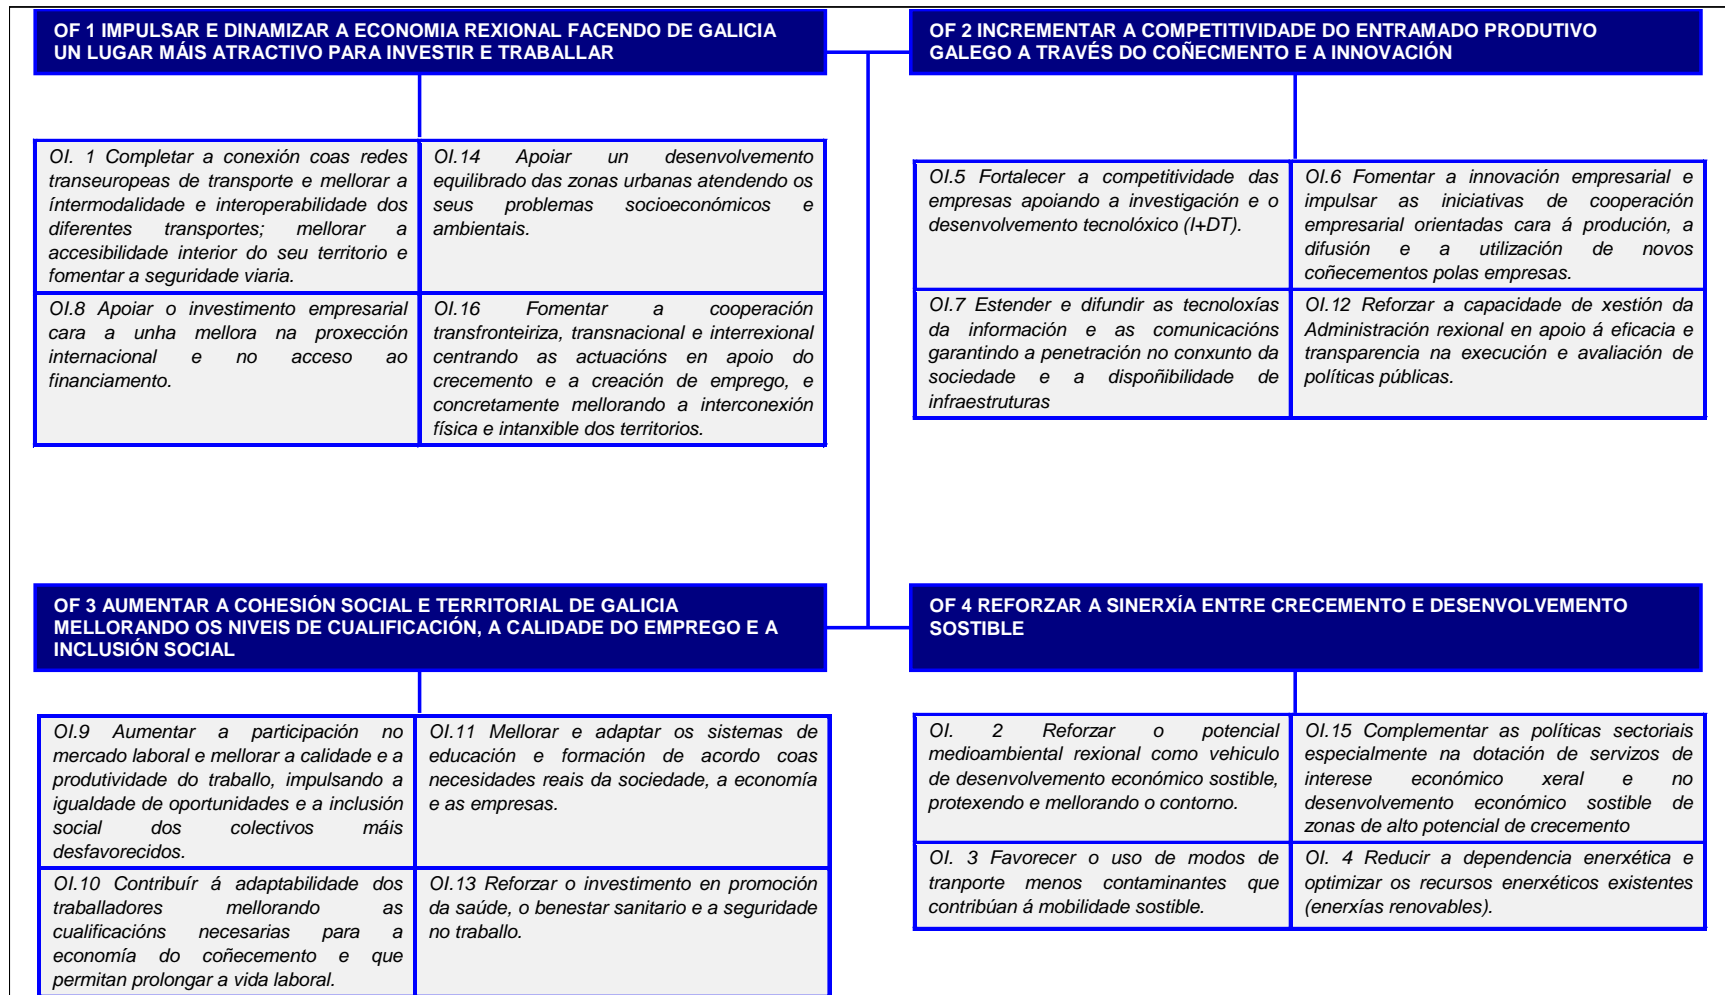 OF 1 IMPULSAR E DINAMIZAR A ECONOMIA REXIONAL FACENDO DE GALICIA
UN LUGAR MÁIS ATRACTIVO PARA INVESTIR E TRABALLAR
OF 2 INCREMENTAR A COMPETITIVIDADE DO ENTRAMADO PRODUTIVO
GALEGO A TRAVÉS DO COÑECMENTO E A INNOVACIÓN
OI. 1 Completar a conexión coas redes
transeuropeas de transporte e mellorar a
íntermodalidade e interoperabilidade dos
diferentes transportes; mellorar a
accesibilidade interior do seu territorio e
fomentar a seguridade viaria.
OI.14 Apoiar un desenvolvemento
equilibrado das zonas urbanas atendendo os
seus problemas socioeconómicos e
ambientais.
OI.8 Apoiar o investimento empresarial
cara a unha mellora na proxección
internacional e no acceso ao
financiamento.
OI.16 Fomentar a cooperación
transfronteiriza, transnacional e interrexional
centrando as actuacións en apoio do
crecemento e a creación de emprego, e
concretamente mellorando a interconexión
física e intanxible dos territorios.
OI.5 Fortalecer a competitividade das
empresas apoiando a investigación e o
desenvolvemento tecnolóxico (I+DT).
OI.6 Fomentar a innovación empresarial e
impulsar as iniciativas de cooperación
empresarial orientadas cara á produción, a
difusión e a utilización de novos
coñecementos polas empresas.
OI.7 Estender e difundir as tecnoloxías
da información e as comunicacións
garantindo a penetración no conxunto da
sociedade e a dispoñibilidade de
infraestruturas
OI.12 Reforzar a capacidade de xestión da
Administración rexional en apoio á eficacia e
transparencia na execución e avaliación de
políticas públicas.
OF 3 AUMENTAR A COHESIÓN SOCIAL E TERRITORIAL DE GALICIA
MELLORANDO OS NIVEIS DE CUALIFICACIÓN, A CALIDADE DO EMPREGO E A
INCLUSIÓN SOCIAL
OF 4 REFORZAR A SINERXÍA ENTRE CRECEMENTO E DESENVOLVEMENTO
SOSTIBLE
OI.9 Aumentar a participación no
mercado laboral e mellorar a calidade e a
produtividade do traballo, impulsando a
igualdade de oportunidades e a inclusión
social dos colectivos máis
desfavorecidos.
OI.11 Mellorar e adaptar os sistemas de
educación e formación de acordo coas
necesidades reais da sociedade, a economía
e as empresas.
OI.10 Contribuír á adaptabilidade dos
traballadores mellorando as
cualificacións necesarias para a
economía do coñecemento e que
permitan prolongar a vida laboral.
OI.13 Reforzar o investimento en promoción
da saúde, o benestar sanitario e a seguridade
no traballo.
OI. 2 Reforzar o potencial
medioambiental rexional como vehiculo
de desenvolvemento económico sostible,
protexendo e mellorando o contorno.
OI.15 Complementar as políticas sectoriais
especialmente na dotación de servizos de
interese económico xeral e no
desenvolvemento económico sostible de
zonas de alto potencial de crecemento
OI. 3 Favorecer o uso de modos de
tranporte menos contaminantes que
contribúan á mobilidade sostible.
OI. 4 Reducir a dependencia enerxética e
optimizar os recursos enerxéticos existentes
(enerxías renovables).